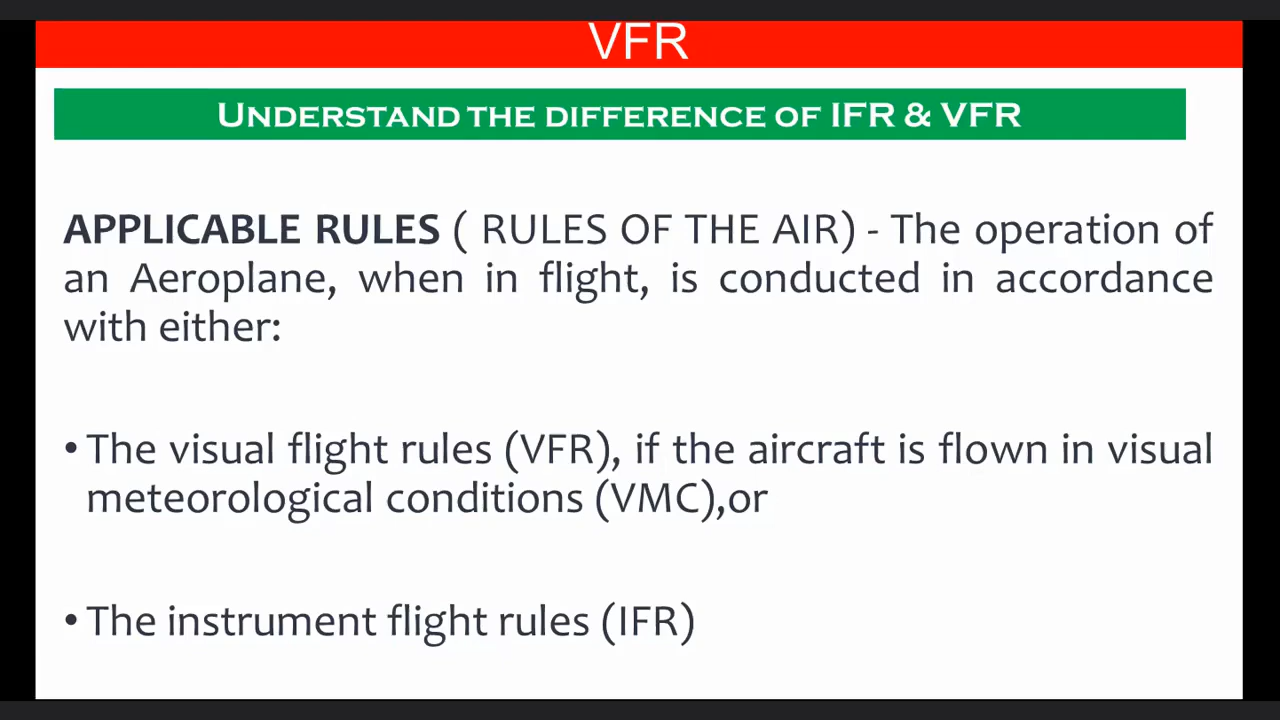 VFR
UNDERSTAND THE DIFFERENCE OF IFR & VFR
APPLICABLE RULES ( RULES OF THE AIR) - The operation of
an Aeroplane, when in flight, is conducted in accordance
with either:
• The visual flight rules (VFR), if the aircraft is flown in visual
meteorological conditions (VMC),or
• The instrument flight rules (IFR)